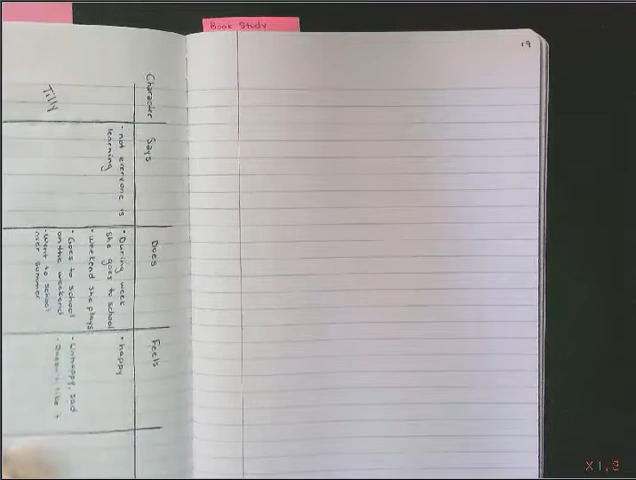 Book Study
19
Character
Says
Does
Feels
Tilly
• not everyone is
learning
• During week
she goes to school
• weekend she plays
• Goes to school
on the weekend
• Went to school
over summer
• happy
• Unhappy, sad
• Doesn't like it
X1.3